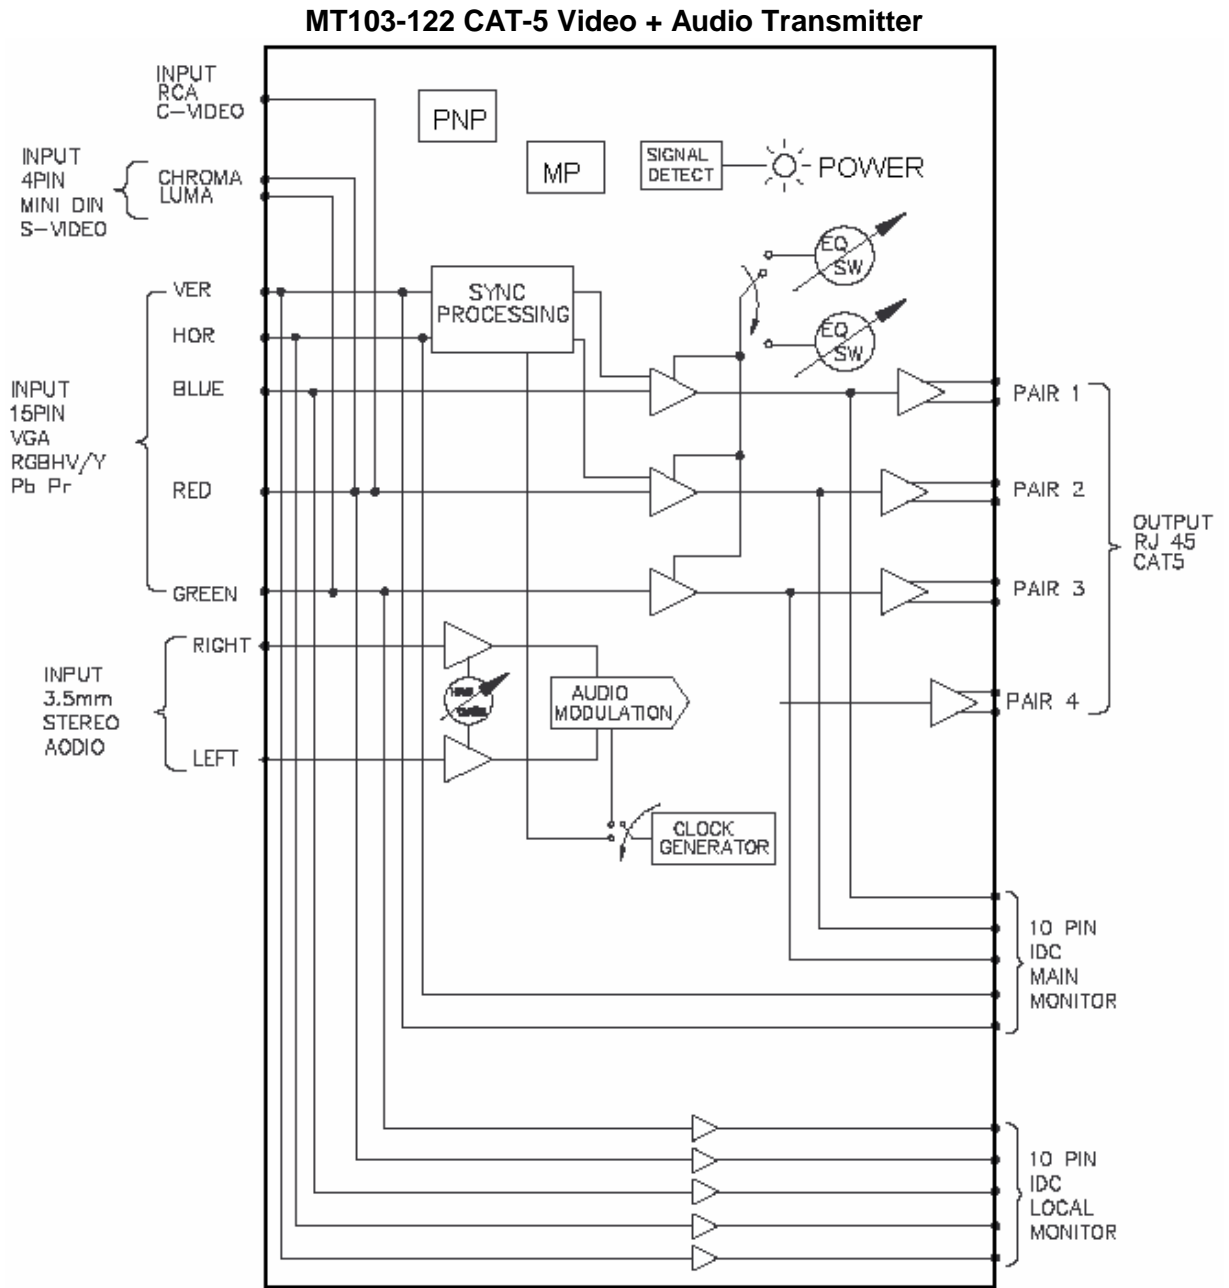 MT103-122 CAT-5 Video + Audio Transmitter
INPUT
RCA
C-VIDEO
PNP
MP
SIGNAL
DETECT
POWER
INPUT
4PIN
MINI DIN
S-VIDEO
CHROMA
LUMA
EQ
SW
EQ
SW
VER
HOR
SYNC
PROCESSING
BLUE
INPUT
15PIN
VGA
RGBHV/Y
Pb Pr
RED
GREEN
PAIR 1
PAIR 2
PAIR 3
PAIR 4
OUTPUT
RJ 45
CAT5
RIGHT
INPUT
3.5mm
STEREO
AODIO
LEFT
AUDIO
MODULATION
CLOCK
GENERATOR
10 PIN
IDC
MAIN
MONITOR
10 PIN
IDC
LOCAL
MONITOR